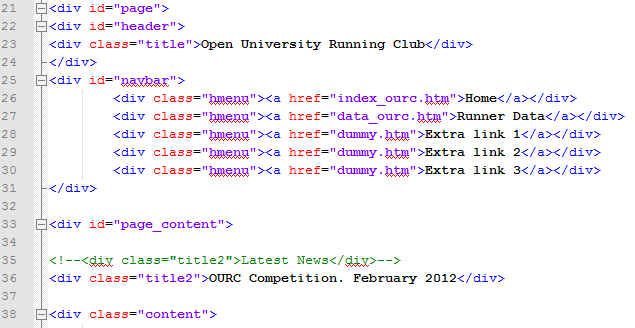 21 <div id="page">
22 <div id="header">
23 <div class="title">Open University Running Club</div>
24 </div>
25 <div id="navbar">
26 <div class="hmenu"><a href="index_ourc.htm">Home</a></div>
27 <div class="hmenu"><a href="data_ourc.htm">Runner Data</a></div>
28 <div class="hmenu"><a href="dummy.htm">Extra link 1</a></div>
29 <div class="hmenu"><a href="dummy.htm">Extra link 2</a></div>
30 <div class="hmenu"><a href="dummy.htm">Extra link 3</a></div>
31 </div>
32
33 <div id="page_content">
34
35 <!--<div class="title2">Latest News</div>-->
36 <div class="title2">OURC Competition. February 2012</div>
37
38 <div class="content">